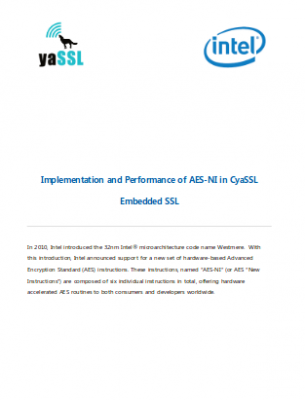 yaSSL
intel
Implementation and Performance of AES-NI in CyaSSL
Embedded SSL
In 2010, Intel introduced the 32nm Intel® microarchitecture code name Westmere. With
this introduction, Intel announced support for a new set of hardware-based Advanced
Encryption Standard (AES) instructions. These instructions, named "AES-NI" (or AES "New
Instructions") are composed of six individual instructions in total, offering hardware
accelerated AES routines to both consumers and developers worldwide.